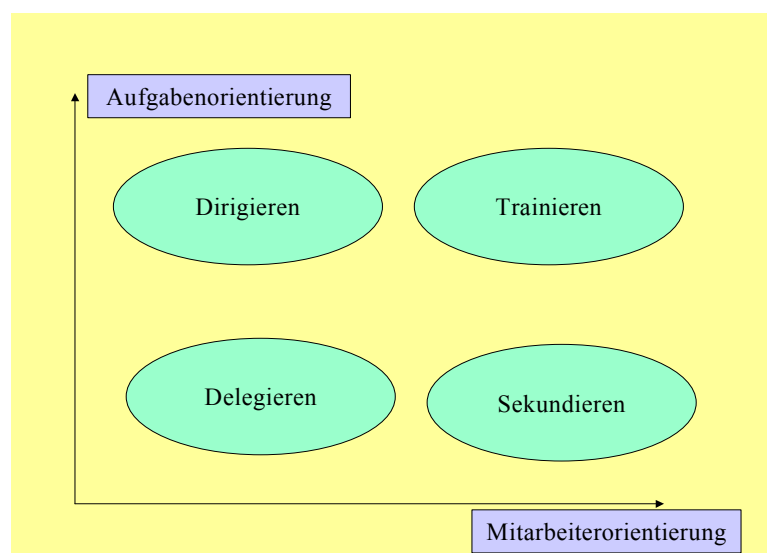 Aufgabenorientierung
Dirigieren
Trainieren
Delegieren
Sekundieren
Mitarbeiterorientierung